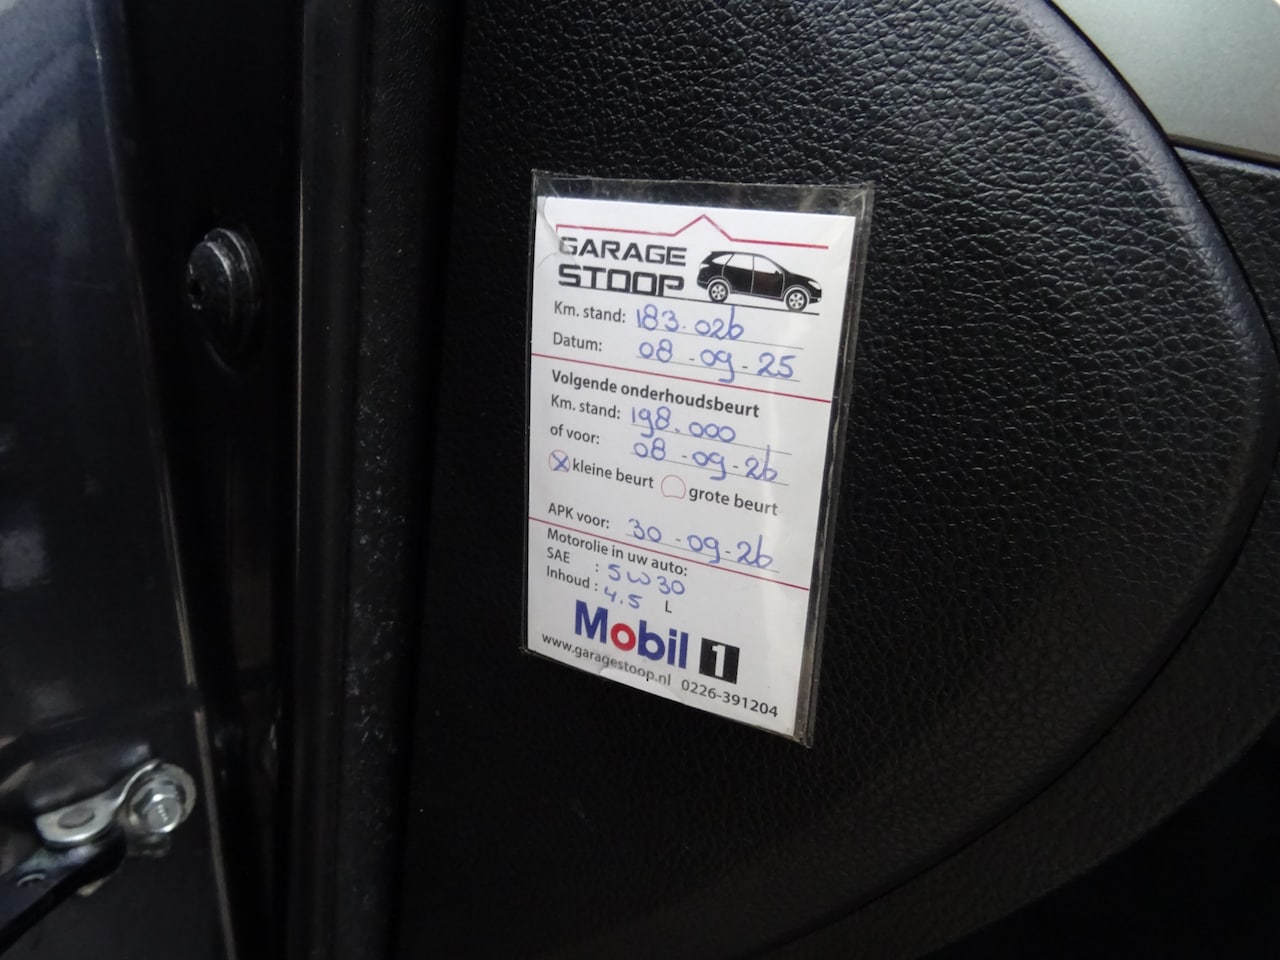 GARAGE
STOOP
Km. stand: 183.026
Datum: 08-09-25
Volgende onderhoudsbeurt
Km. stand: 198.000
of voor: 08-09-26
kleine beurt grote beurt
APK voor: 30-09-26
Motorolie in uw auto:
SAE : 5W30
Inhoud : 4.5 L
Mobil 1
www.garagestoop.nl 0226-391204